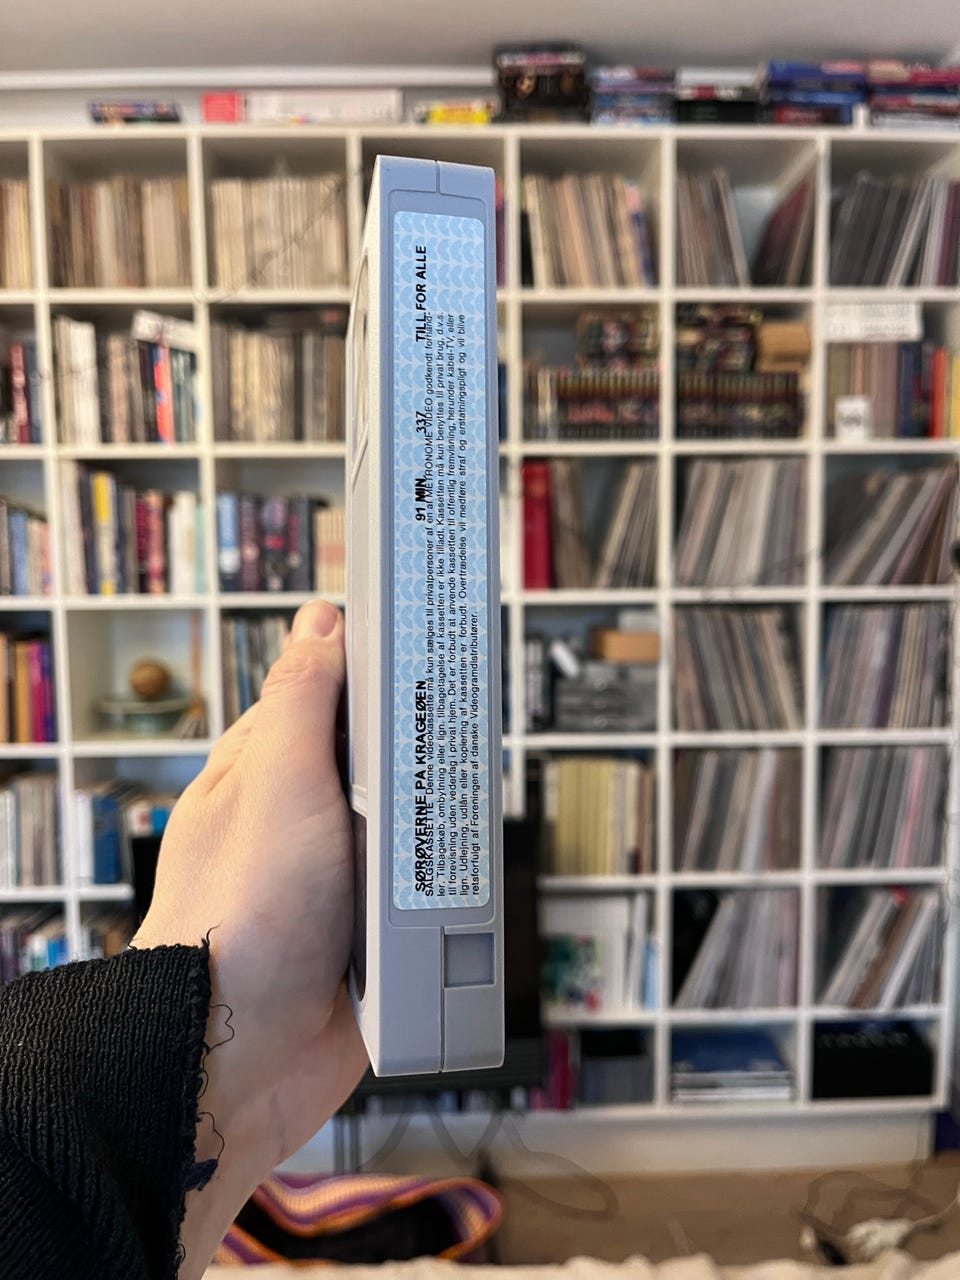 SØRØVERNE PA KRAGEØEN 91 MIN 337 TILL FOR ALLE
SALGSKASSETTE Denne videokassette må kun sælges til privatpersoner af en af METRONOME VIDEO godkendt forhand-
ler. Tilbagekøb, ombytning eller lign. tilbagetagelse af kassetten er ikke tilladt. Kassetten må kun benyttes til privat brug, d.v.s.
til forevisning uden vederlag i privat hjem. Det er forbudt at anvende kassetten til offentlig fremvisning, herunder kabel-TV, eller
lign. Udlejning, udlån eller kopiering af kassetten er forbudt. Overtrædelse vil medføre straf og erstatningspligt og vil blive
retsforfulgt af Foreningen af danske Videogramdistributører.